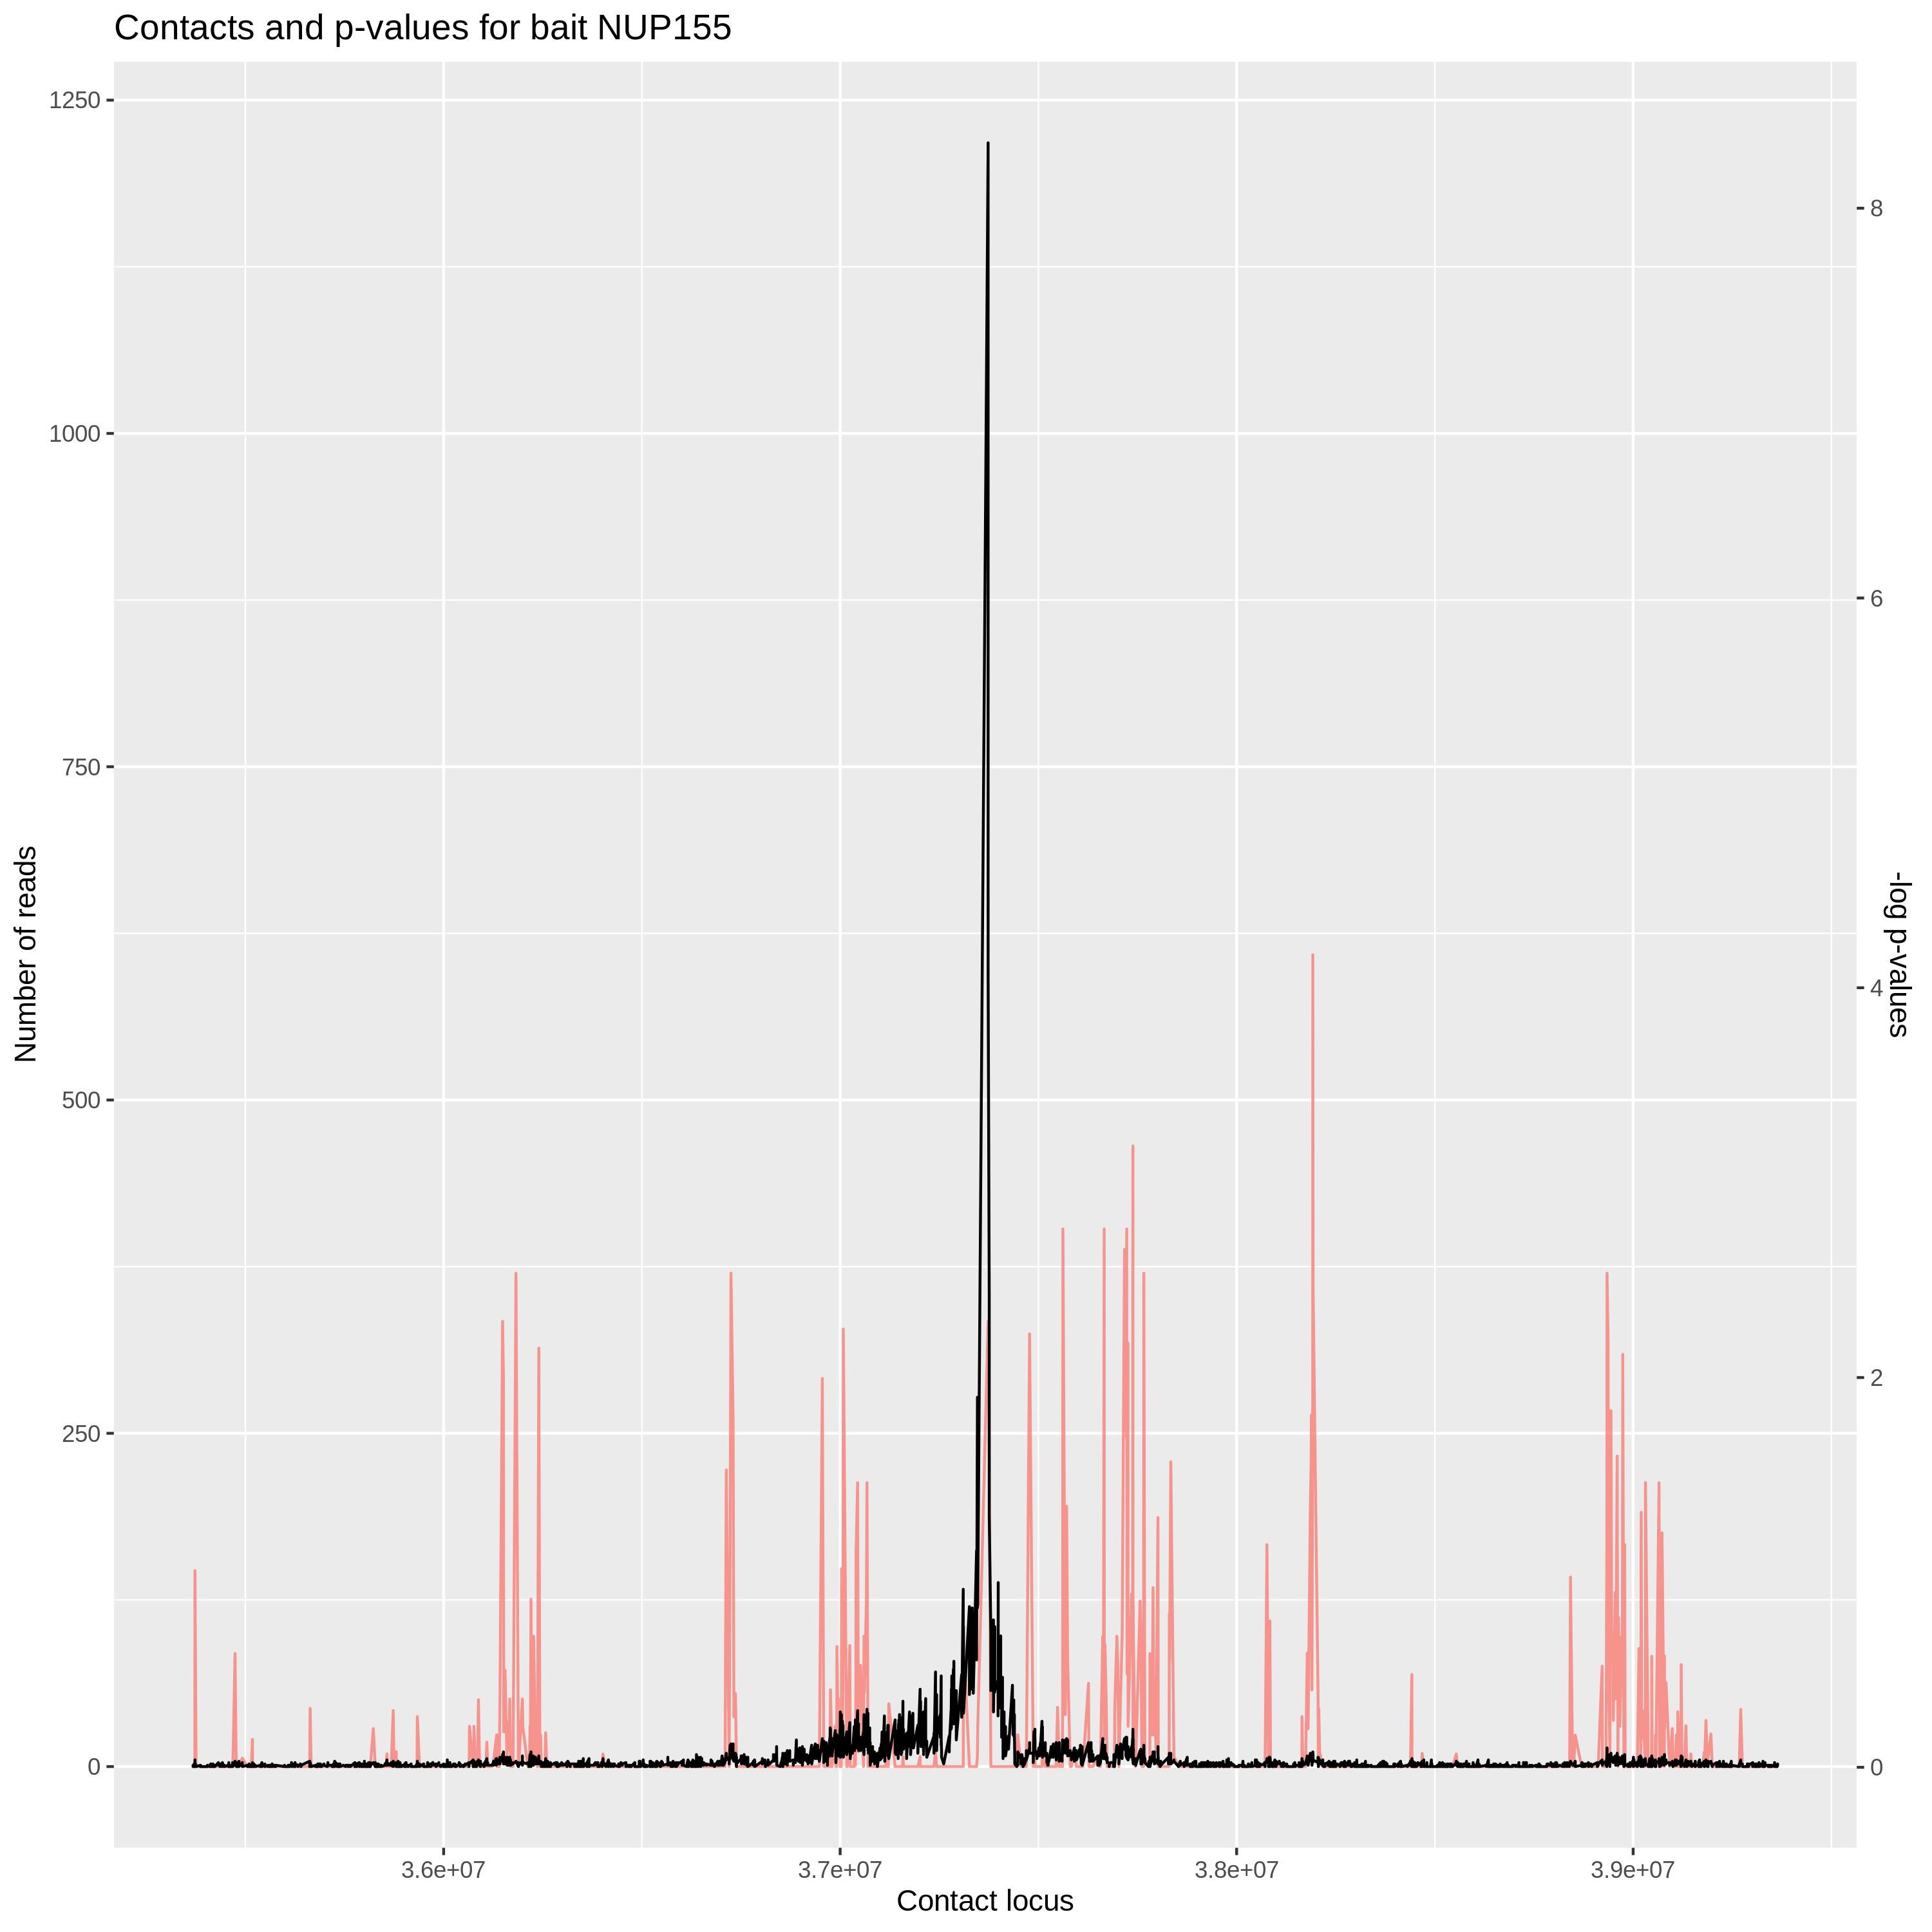 Contacts and p-values for bait NUP155
1250
1000
750
500
250
0
Number of reads
8
6
4
2
0
-log p-values
3.6e+07
3.7e+07
3.8e+07
3.9e+07
Contact locus